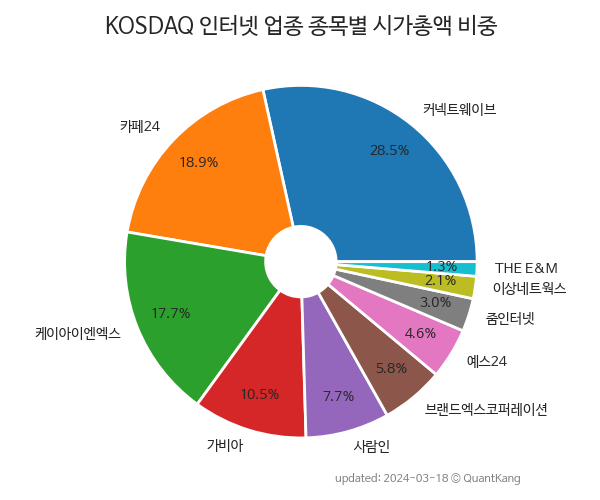 KOSDAQ 인터넷 업종 종목별 시가총액 비중
커넥트웨이브
28.5%
카페24
18.9%
케이아이엔엑스
17.7%
가비아
10.5%
사람인
7.7%
브랜드엑스코퍼레이션
5.8%
예스24
4.6%
줌인터넷
3.0%
이상네트웍스
2.1%
THE E&M
1.3%
updated: 2024-03-18 © QuantKang